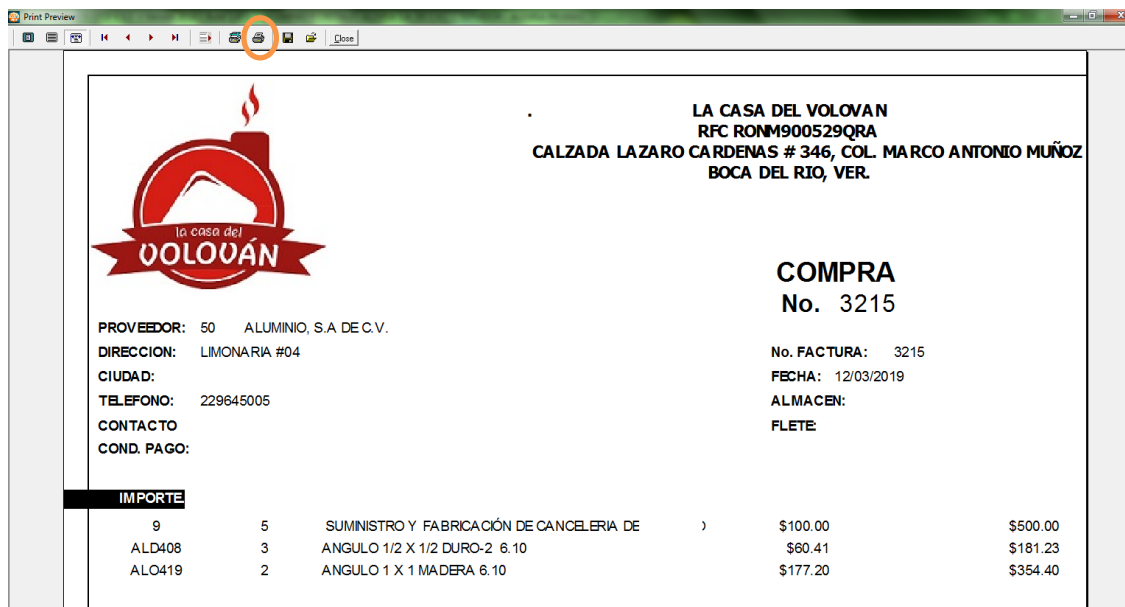 Print Preview
Close
.
LA CASA DEL VOLOVAN
RFC RONM900529QRA
CALZADA LAZARO CARDENAS # 346, COL. MARCO ANTONIO MUÑOZ
BOCA DEL RIO, VER.
la casa del
VOLOVÁN
COMPRA
No. 3215
PROVEEDOR: 50 ALUMINIO, S.A DE C.V.
DIRECCION: LIMONARIA #04
No. FACTURA: 3215
CIUDAD:
FECHA: 12/03/2019
TELEFONO: 229645005
ALMACEN:
CONTACTO
FLETE:
COND. PAGO:
IMPORTE.
9 5 SUMINISTRO Y FABRICACIÓN DE CANCELERIA DE $100.00 $500.00
ALD408 3 ANGULO 1/2 X 1/2 DURO-2 6.10 $60.41 $181.23
ALO419 2 ANGULO 1 X 1 MADERA 6.10 $177.20 $354.40